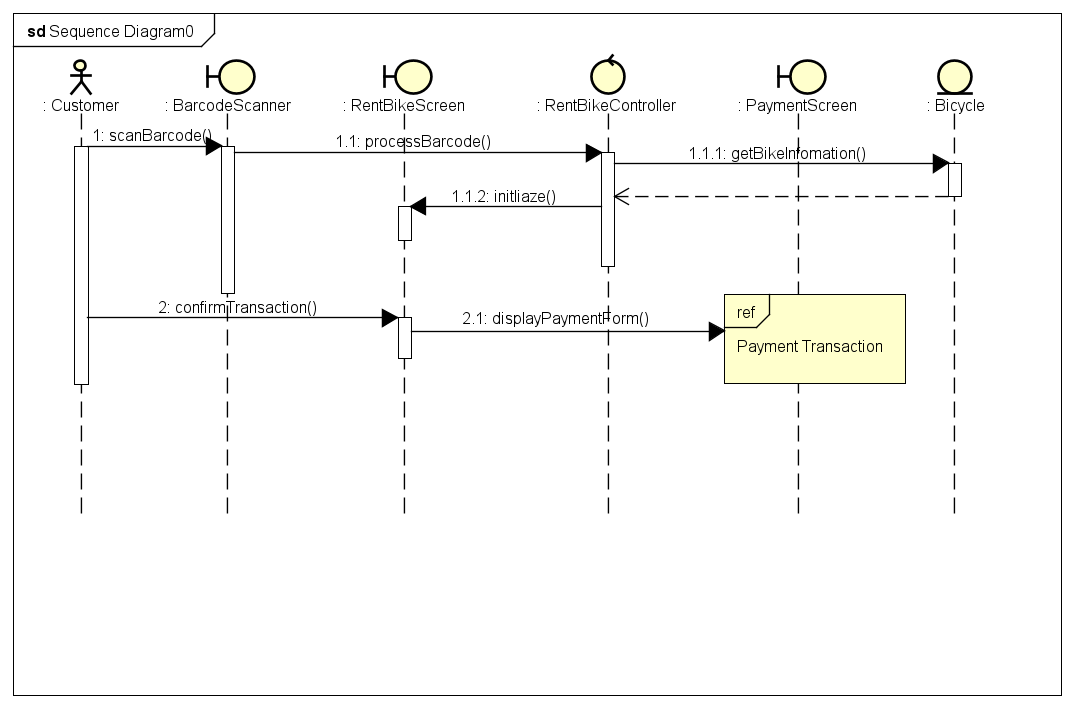 sd Sequence Diagram0
: Customer
: BarcodeScanner
: RentBikeScreen
: RentBikeController
: PaymentScreen
: Bicycle
1: scanBarcode()
1.1: processBarcode()
1.1.1: getBikeInfomation()
1.1.2: initliaze()
2: confirmTransaction()
2.1: displayPaymentForm()
ref
Payment Transaction